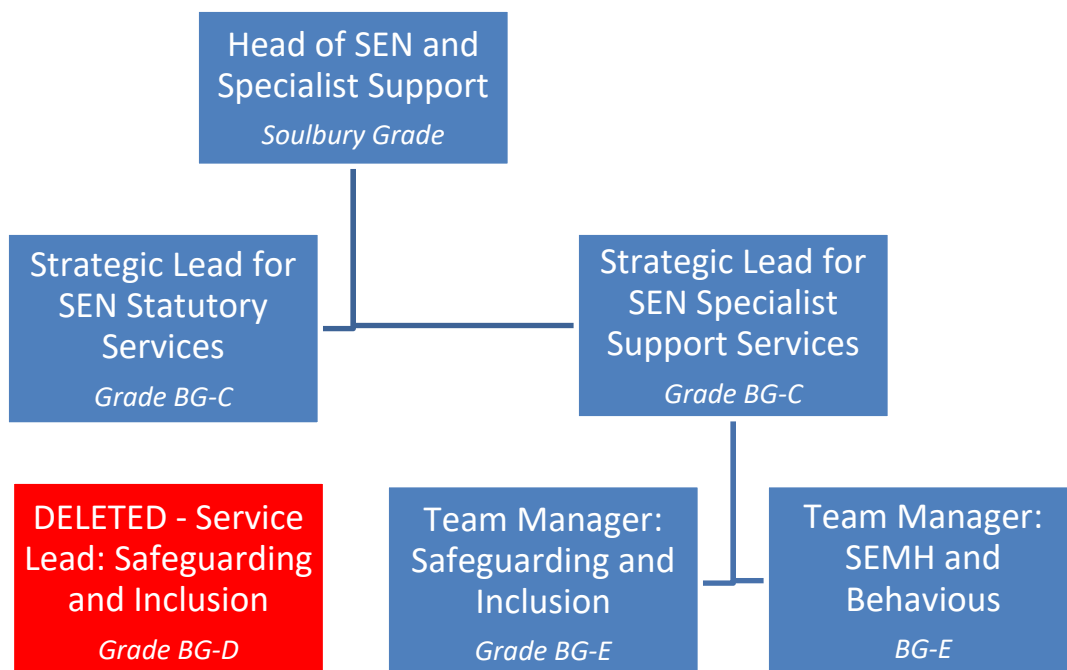 Head of SEN and
Specialist Support
Soulbury Grade
Strategic Lead for
SEN Statutory
Services
Grade BG-C
Strategic Lead for
SEN Specialist
Support Services
Grade BG-C
DELETED - Service
Lead: Safeguarding
and Inclusion
Grade BG-D
Team Manager:
Safeguarding and
Inclusion
Grade BG-E
Team Manager:
SEMH and
Behavious
BG-E